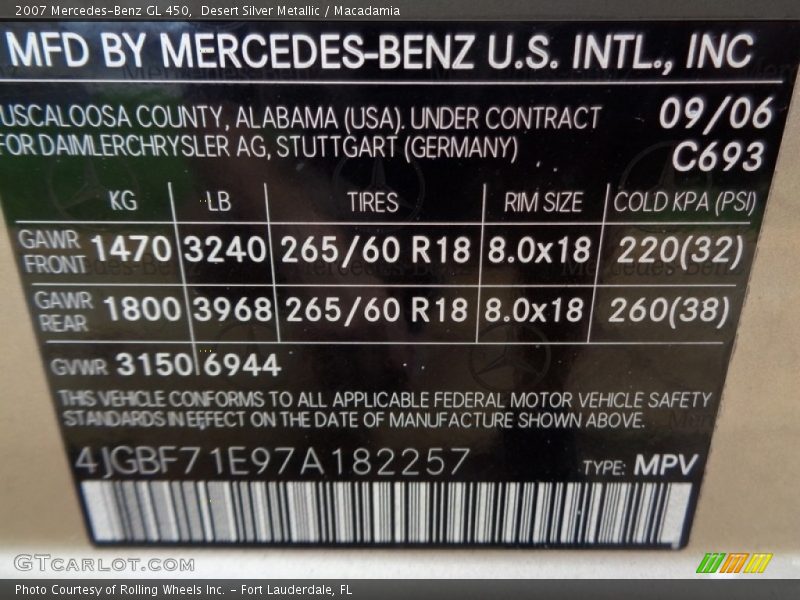 2007 Mercedes-Benz GL 450,  Desert Silver Metallic / Macadamia
MFD BY MERCEDES-BENZ U.S. INTL., INC
USCALOOSA COUNTY, ALABAMA (USA). UNDER CONTRACT 09/06
FOR DAIMLERCHRYSLER AG, STUTTGART (GERMANY) C693
KG LB TIRES RIM SIZE COLD KPA (PSI)
GAWR FRONT 1470 3240 265/60 R18 8.0x18 220(32)
GAWR REAR 1800 3968 265/60 R18 8.0x18 260(38)
GVWR 3150 6944
THIS VEHICLE CONFORMS TO ALL APPLICABLE FEDERAL MOTOR VEHICLE SAFETY
STANDARDS IN EFFECT ON THE DATE OF MANUFACTURE SHOWN ABOVE.
4JGBF71E97A182257 TYPE: MPV
GTCARLOT.COM
Photo Courtesy of Rolling Wheels Inc. - Fort Lauderdale, FL